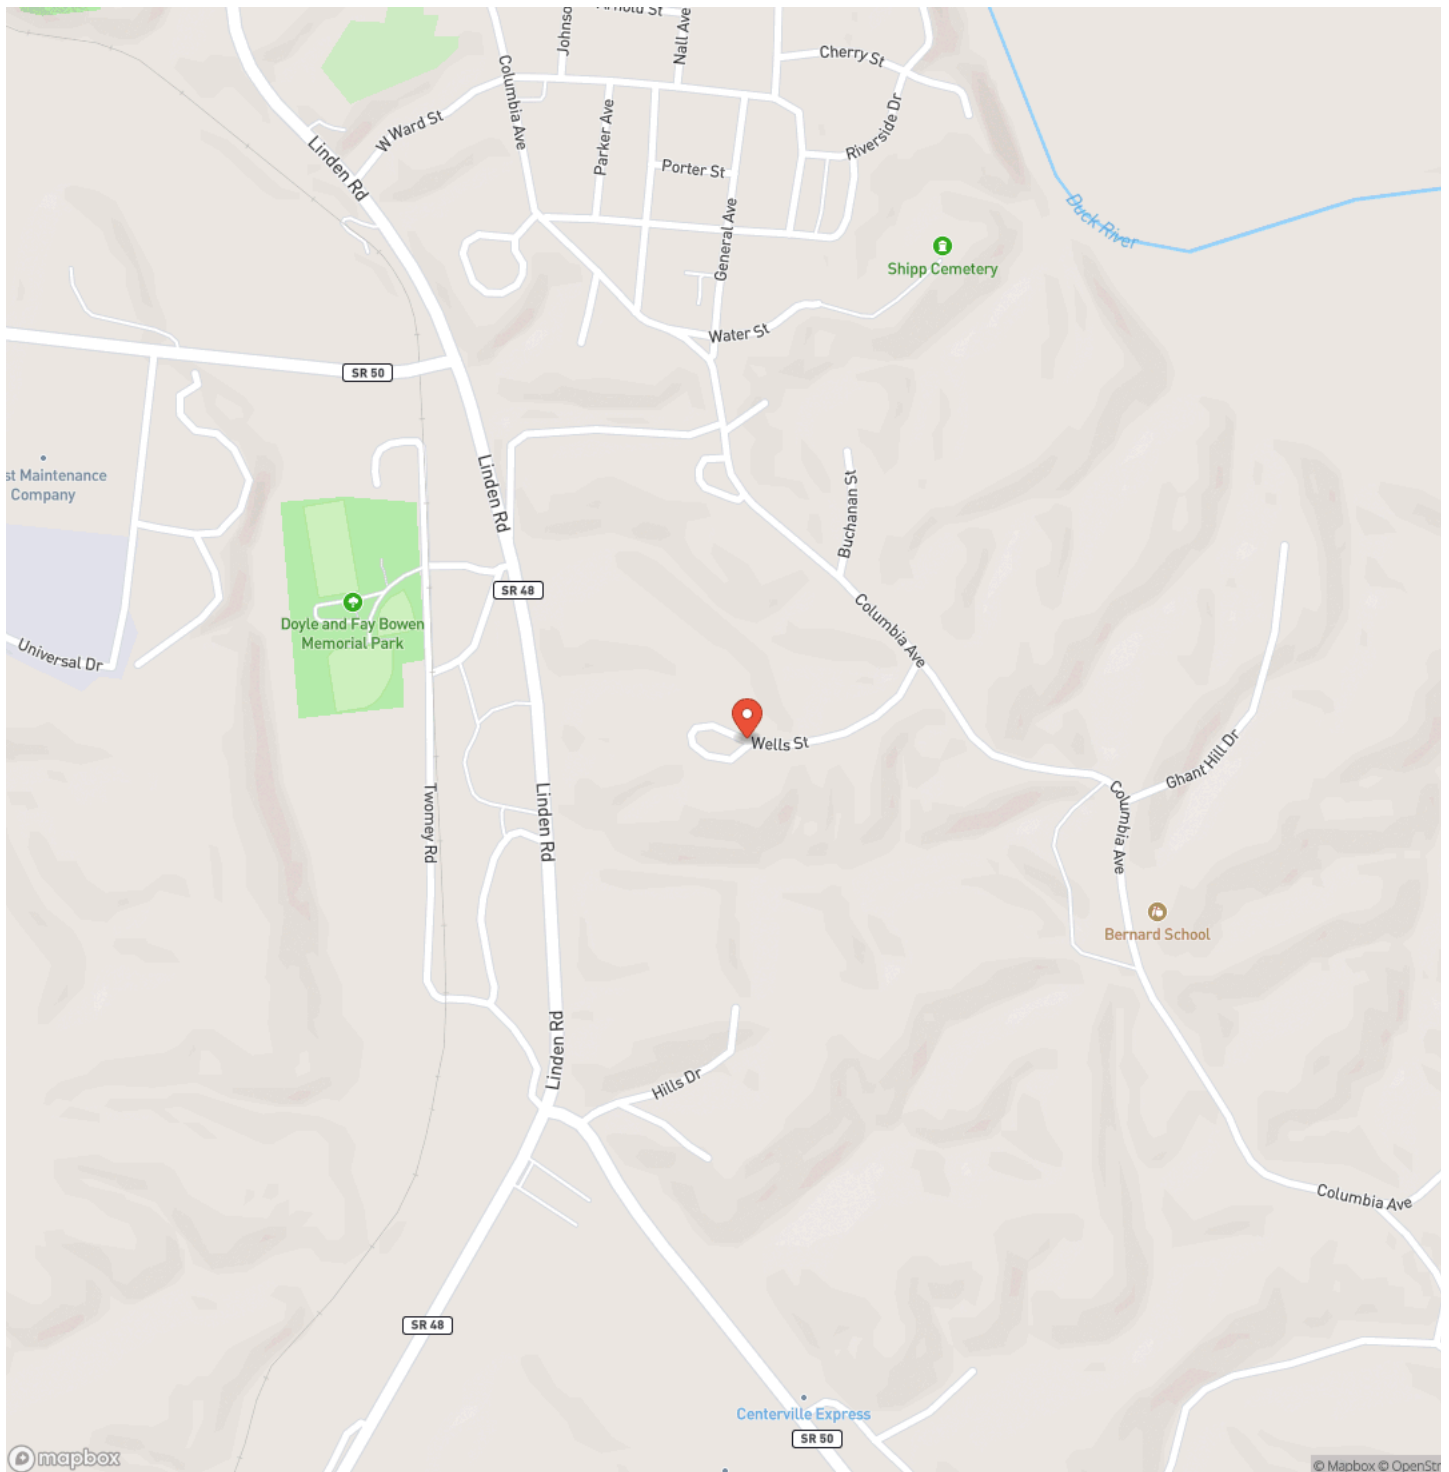 Arnold St
Johnso
Nall Ave
Cherry St
Columbia Ave
W Ward St
Parker Ave
Riverside Dr
Linden Rd
Porter St
Duck River
General Ave
Shipp Cemetery
Water St
SR 50
st Maintenance
Company
Linden Rd
Buchanan St
SR 48
Columbia Ave
Doyle and Fay Bowen
Memorial Park
Universal Dr
Wells St
Ghant Hill Dr
Twomey Rd
Linden Rd
Columbia Ave
Bernard School
Linden Rd
Hills Dr
Columbia Ave
SR 48
Centerville Express
SR 50
mapbox
© Mapbox © OpenStr